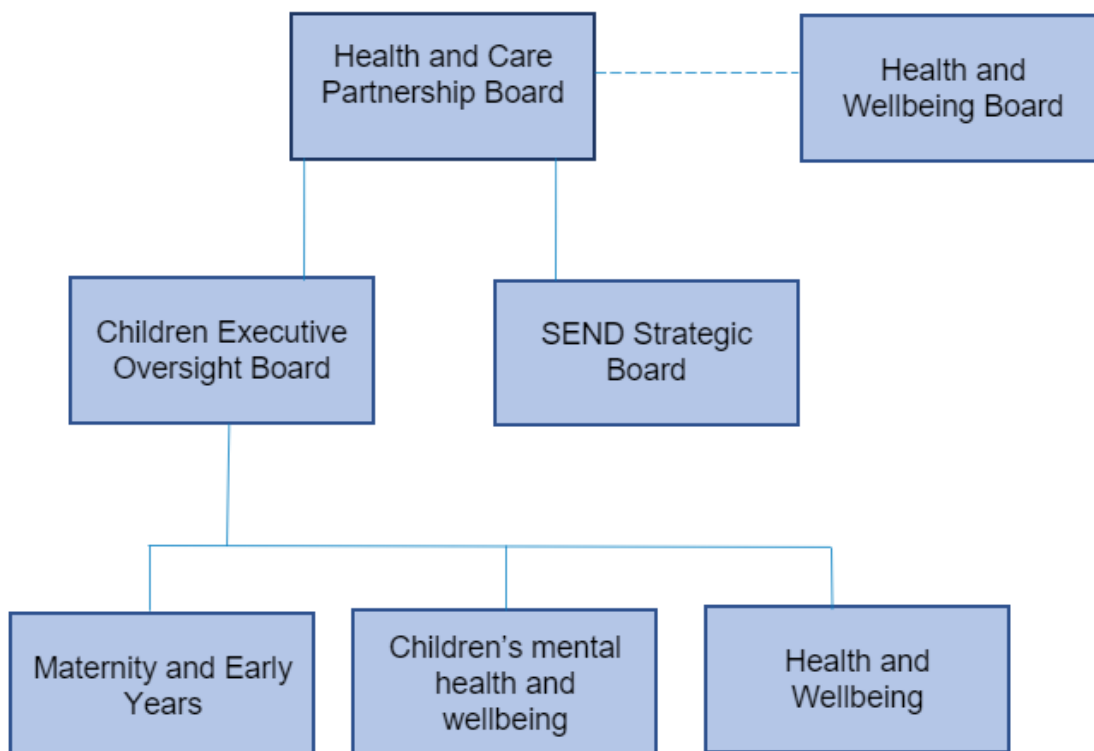 Health and Care
Partnership Board
Health and
Wellbeing Board
Children Executive
Oversight Board
SEND Strategic
Board
Maternity and Early
Years
Children’s mental
health and
wellbeing
Health and
Wellbeing